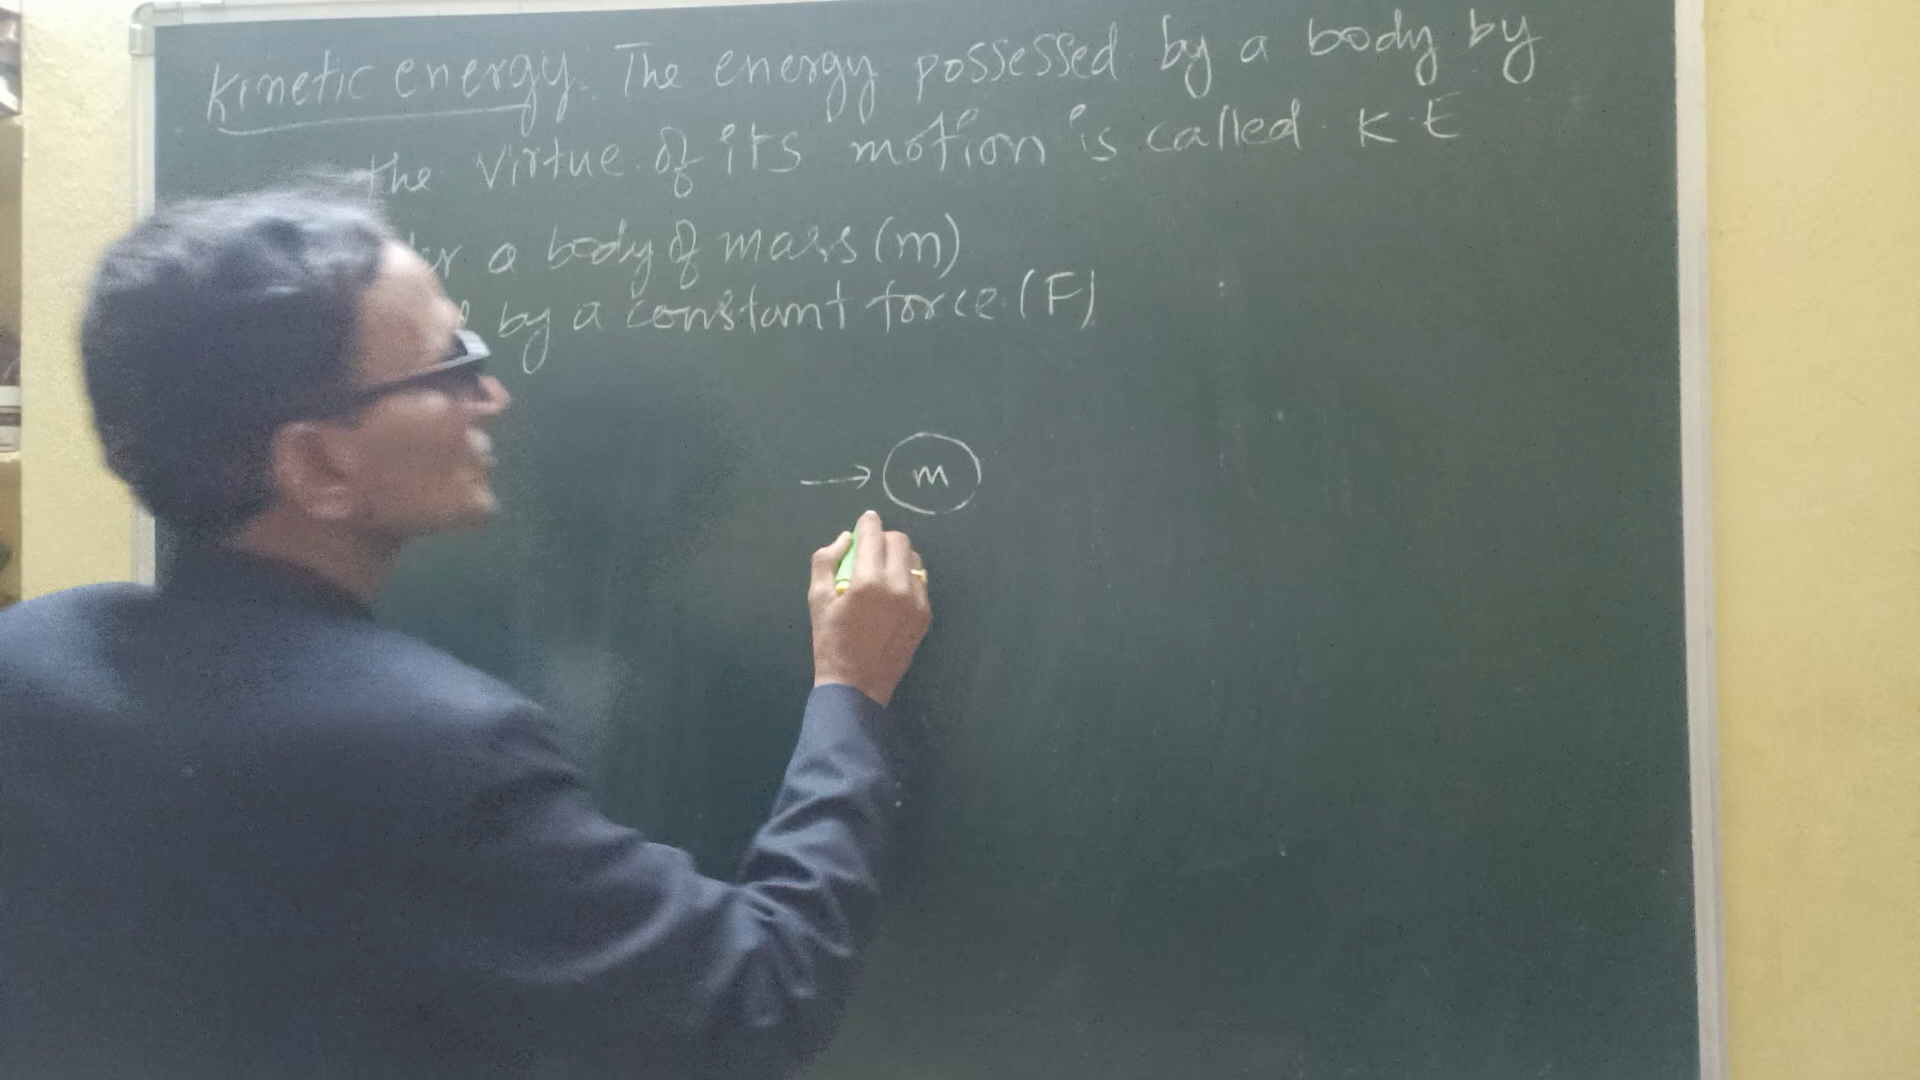 Kinetic energy. The energy possessed by a body by
the virtue of its motion is called K.E
a body of mass (m)
by a constant force (F)
m